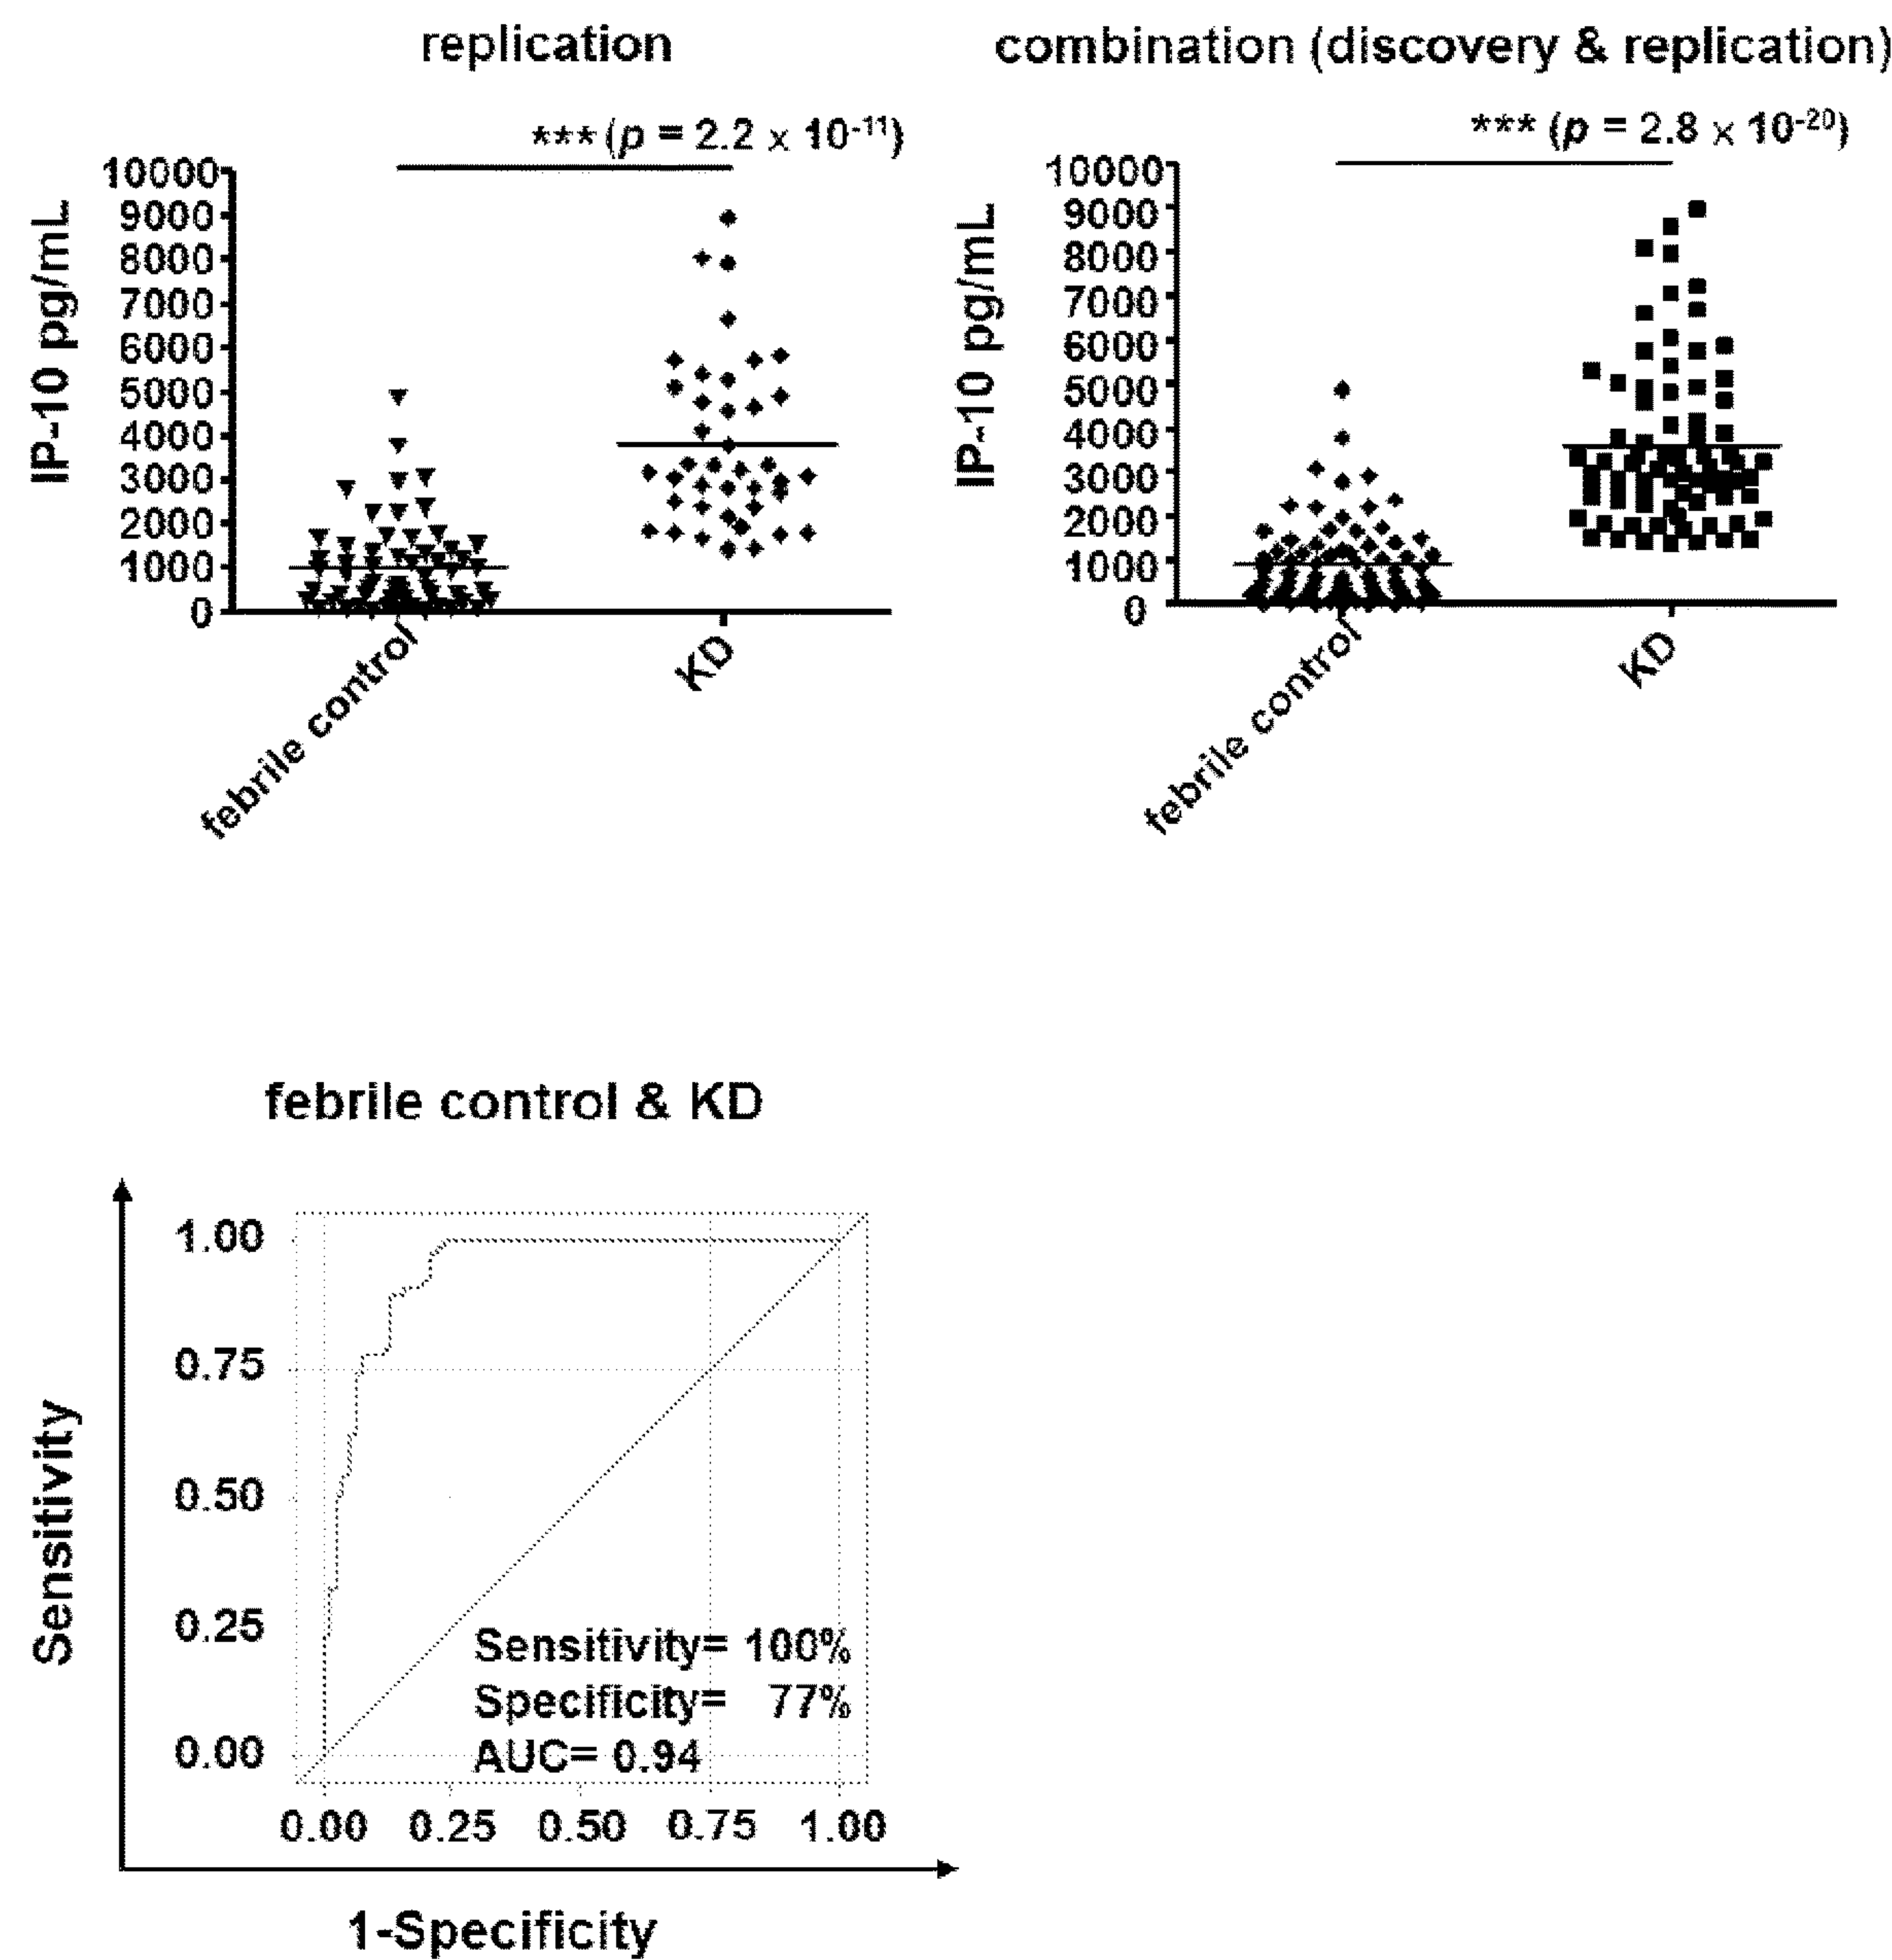 replication
*** (p = 2.2 x 10-11)
IP-10 pg/mL
10000
9000
8000
7000
6000
5000
4000
3000
2000
1000
0
febrile control
KD
combination (discovery & replication)
*** (p = 2.8 x 10-20)
IP-10 pg/mL
10000
9000
8000
7000
6000
5000
4000
3000
2000
1000
0
febrile control
KD
febrile control & KD
Sensitivity
1.00
0.75
0.50
0.25
0.00
Sensitivity= 100%
Specificity= 77%
AUC= 0.94
0.00 0.25 0.50 0.75 1.00
1-Specificity